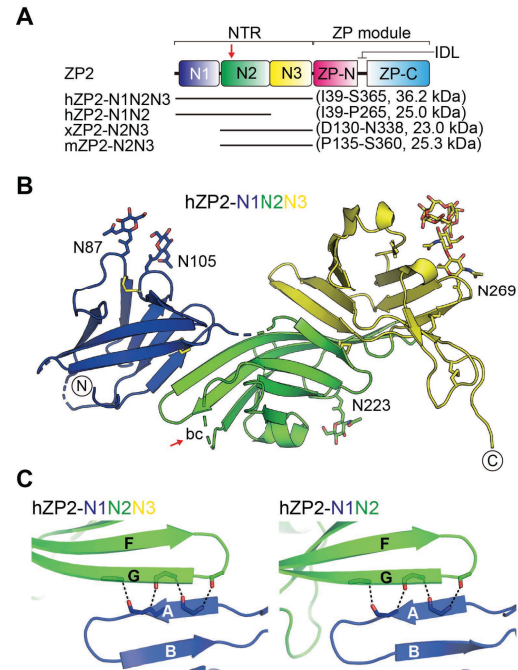 A
NTR ZP module
IDL
ZP2 N1 N2 N3 ZP-N ZP-C
hZP2-N1N2N3 (I39-S365, 36.2 kDa)
hZP2-N1N2 (I39-P265, 25.0 kDa)
xZP2-N2N3 (D130-N338, 23.0 kDa)
mZP2-N2N3 (P135-S360, 25.3 kDa)
B
hZP2-N1N2N3
N87
N105
N269
N
N223
bc
C
C
hZP2-N1N2N3 hZP2-N1N2
F F
G G
A A
B B